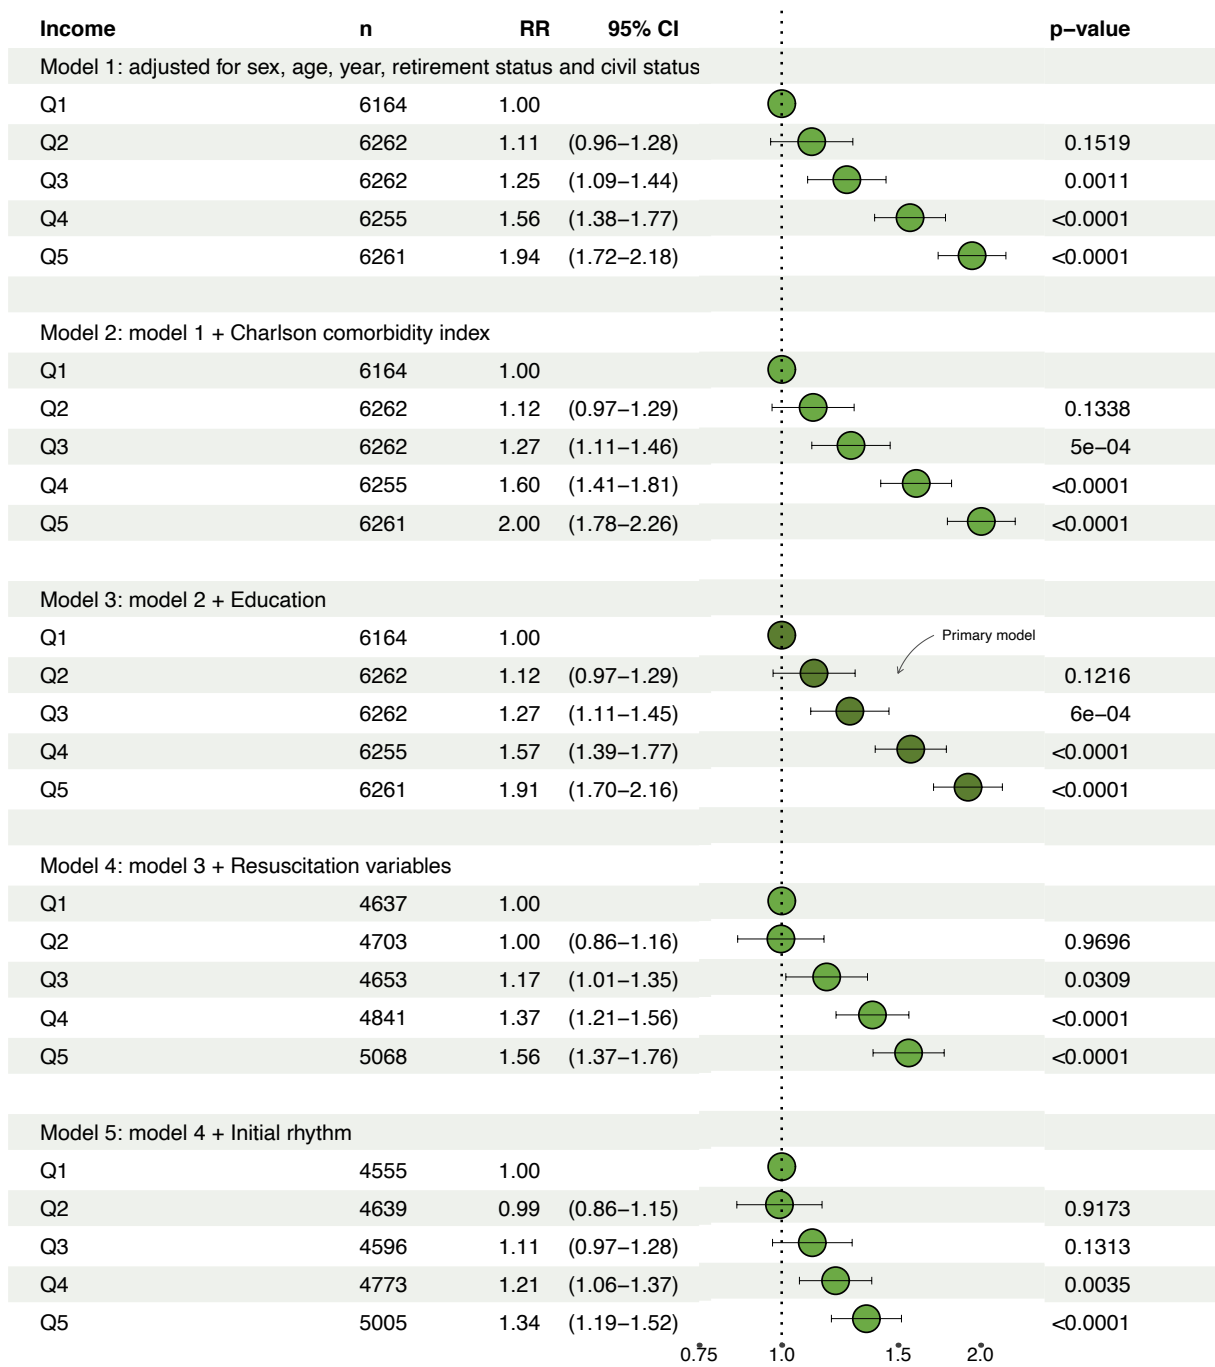 Income n RR 95% CI p−value
Model 1: adjusted for sex, age, year, retirement status and civil status
Q1 6164 1.00
Q2 6262 1.11 (0.96−1.28) 0.1519
Q3 6262 1.25 (1.09−1.44) 0.0011
Q4 6255 1.56 (1.38−1.77) <0.0001
Q5 6261 1.94 (1.72−2.18) <0.0001
Model 2: model 1 + Charlson comorbidity index
Q1 6164 1.00
Q2 6262 1.12 (0.97−1.29) 0.1338
Q3 6262 1.27 (1.11−1.46) 5e−04
Q4 6255 1.60 (1.41−1.81) <0.0001
Q5 6261 2.00 (1.78−2.26) <0.0001
Model 3: model 2 + Education
Q1 6164 1.00 Primary model
Q2 6262 1.12 (0.97−1.29) 0.1216
Q3 6262 1.27 (1.11−1.45) 6e−04
Q4 6255 1.57 (1.39−1.77) <0.0001
Q5 6261 1.91 (1.70−2.16) <0.0001
Model 4: model 3 + Resuscitation variables
Q1 4637 1.00
Q2 4703 1.00 (0.86−1.16) 0.9696
Q3 4653 1.17 (1.01−1.35) 0.0309
Q4 4841 1.37 (1.21−1.56) <0.0001
Q5 5068 1.56 (1.37−1.76) <0.0001
Model 5: model 4 + Initial rhythm
Q1 4555 1.00
Q2 4639 0.99 (0.86−1.15) 0.9173
Q3 4596 1.11 (0.97−1.28) 0.1313
Q4 4773 1.21 (1.06−1.37) 0.0035
Q5 5005 1.34 (1.19−1.52) <0.0001
0.75 1.0 1.5 2.0